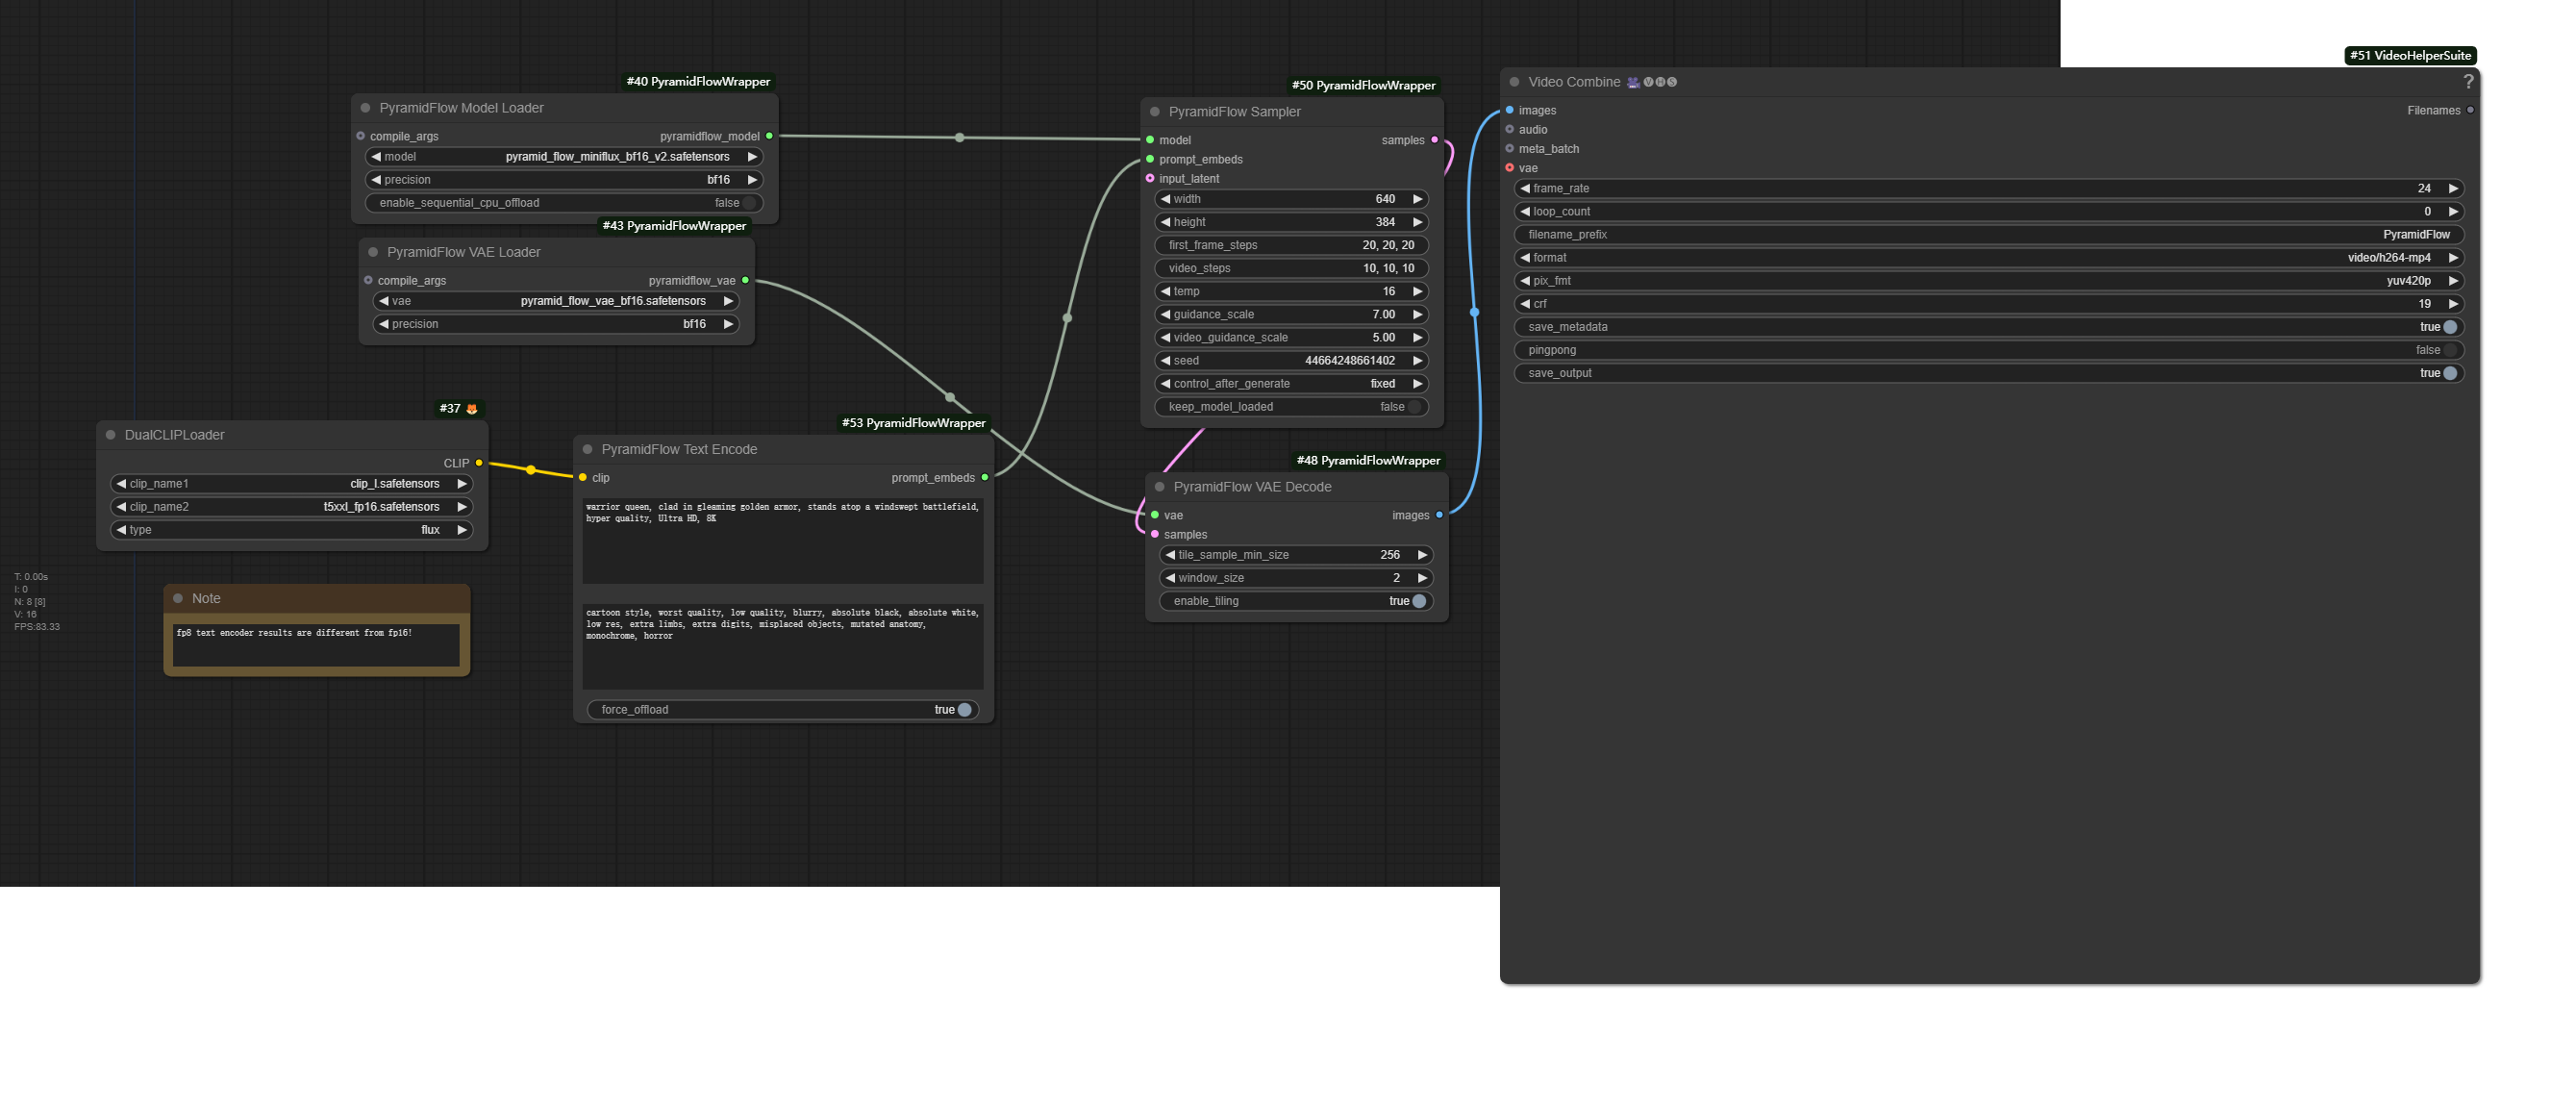 #40 PyramidFlowWrapper
PyramidFlow Model Loader
compile_args pyramidflow_model
model pyramid_flow_miniflux_bf16_v2.safetensors
precision bf16
enable_sequential_cpu_offload false
#43 PyramidFlowWrapper
PyramidFlow VAE Loader
compile_args pyramidflow_vae
vae pyramid_flow_vae_bf16.safetensors
precision bf16
#37
DualCLIPLoader
CLIP
clip_name1 clip_l.safetensors
clip_name2 t5xxl_fp16.safetensors
type flux
T: 0.00s
I: 0
N: 8 [8]
V: 16
FPS:83.33
Note
fp8 text encoder results are different from fp16!
#53 PyramidFlowWrapper
PyramidFlow Text Encode
clip prompt_embeds
warrior queen, clad in gleaming golden armor, stands atop a windswept battlefield,
hyper quality, Ultra HD, 8K
cartoon style, worst quality, low quality, blurry, absolute black, absolute white,
low res, extra limbs, extra digits, misplaced objects, mutated anatomy,
monochrome, horror
force_offload true
#50 PyramidFlowWrapper
PyramidFlow Sampler
model samples
prompt_embeds
input_latent
width 640
height 384
first_frame_steps 20, 20, 20
video_steps 10, 10, 10
temp 16
guidance_scale 7.00
video_guidance_scale 5.00
seed 44664248661402
control_after_generate fixed
keep_model_loaded false
#48 PyramidFlowWrapper
PyramidFlow VAE Decode
vae images
samples
tile_sample_min_size 256
window_size 2
enable_tiling true
#51 VideoHelperSuite
Video Combine 🎥🅥🅗🅢 ?
images Filenames
audio
meta_batch
vae
frame_rate 24
loop_count 0
filename_prefix PyramidFlow
format video/h264-mp4
pix_fmt yuv420p
crf 19
save_metadata true
pingpong false
save_output true